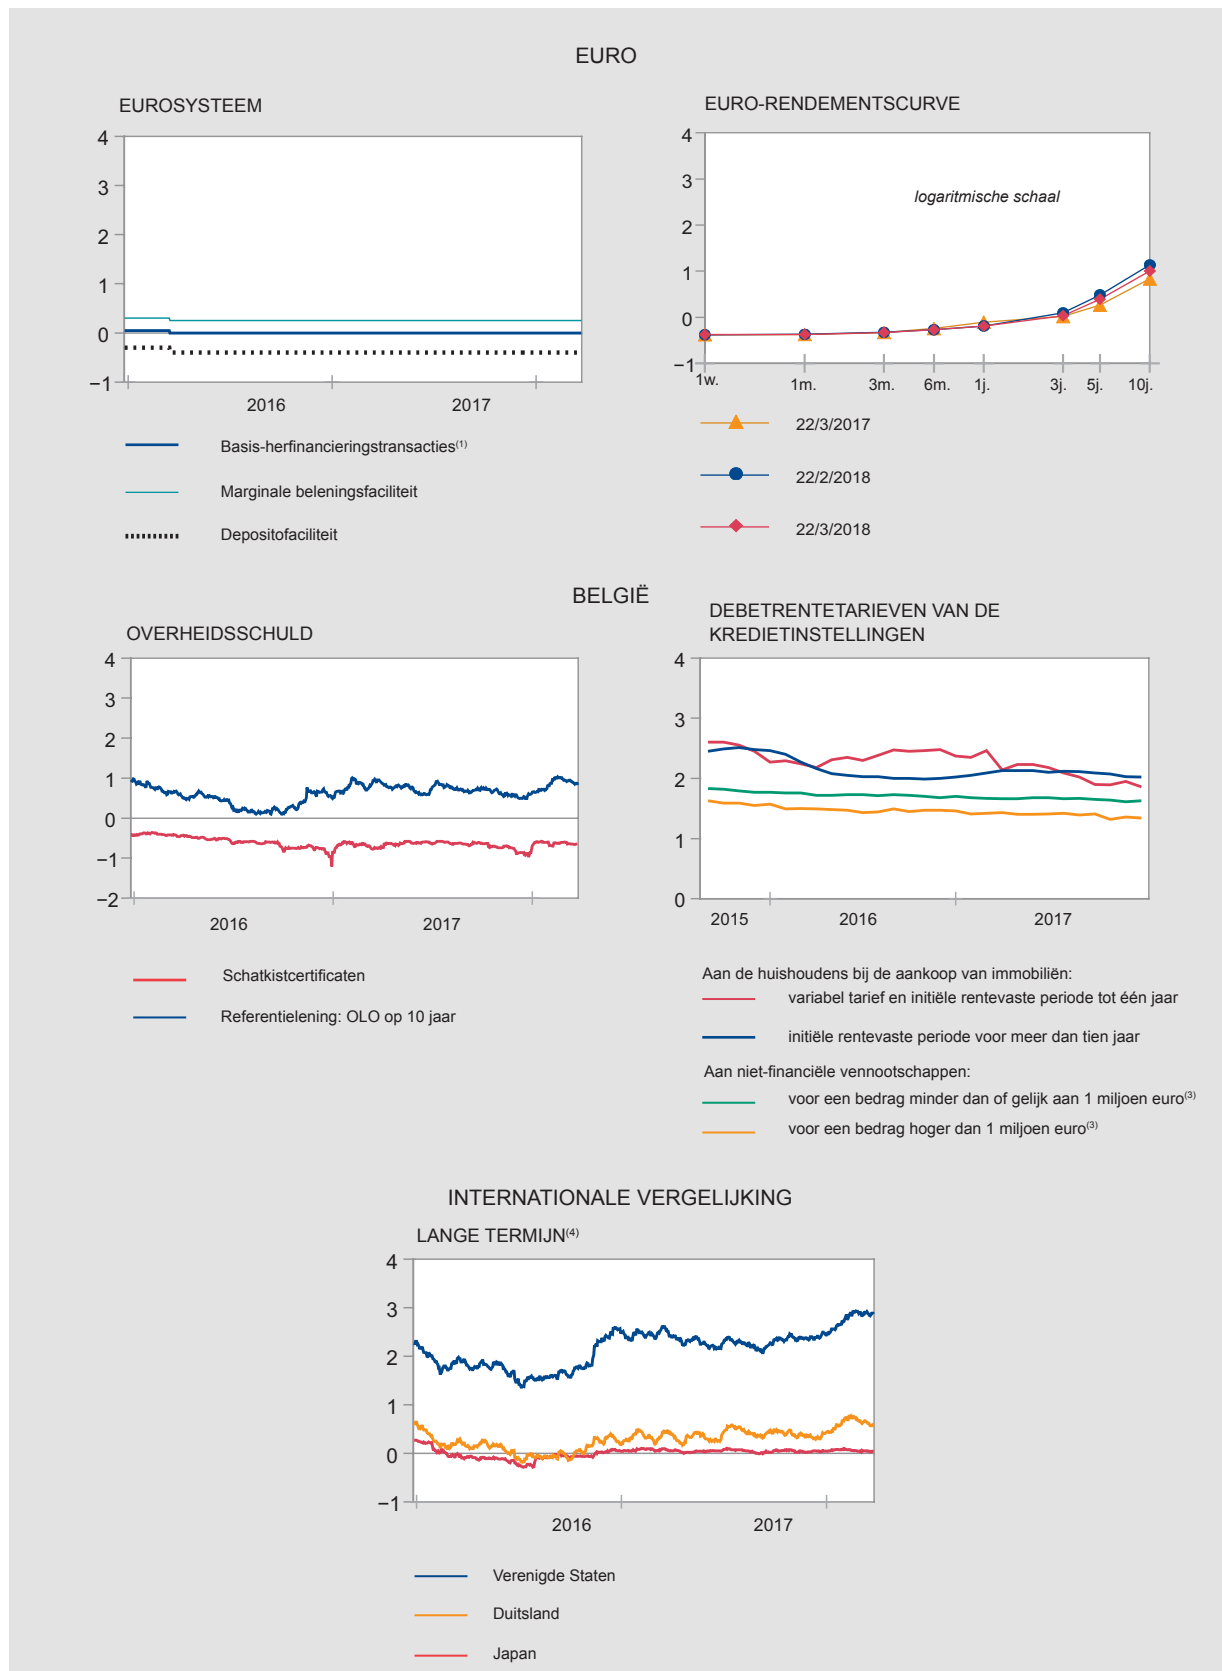 EURO
EUROSYSTEEM
4
3
2
1
0
−1
2016
2017
Basis-herfinancieringstransacties(1)
Marginale beleningsfaciliteit
Depositofaciliteit
EURO-RENDEMENTSCURVE
4
3
2
1
0
−1
logaritmische schaal
1w.
1m.
3m.
6m.
1j.
3j.
5j.
10j.
22/3/2017
22/2/2018
22/3/2018
BELGIË
OVERHEIDSSCHULD
4
3
2
1
0
−1
−2
2016
2017
Schatkistcertificaten
Referentielening: OLO op 10 jaar
DEBETRENTETARIEVEN VAN DE
KREDIETINSTELLINGEN
4
3
2
1
0
2015
2016
2017
Aan de huishoudens bij de aankoop van immobiliën:
variabel tarief en initiële rentevaste periode tot één jaar
initiële rentevaste periode voor meer dan tien jaar
Aan niet-financiële vennootschappen:
voor een bedrag minder dan of gelijk aan 1 miljoen euro(3)
voor een bedrag hoger dan 1 miljoen euro(3)
INTERNATIONALE VERGELIJKING
LANGE TERMIJN(4)
4
3
2
1
0
−1
2016
2017
Verenigde Staten
Duitsland
Japan